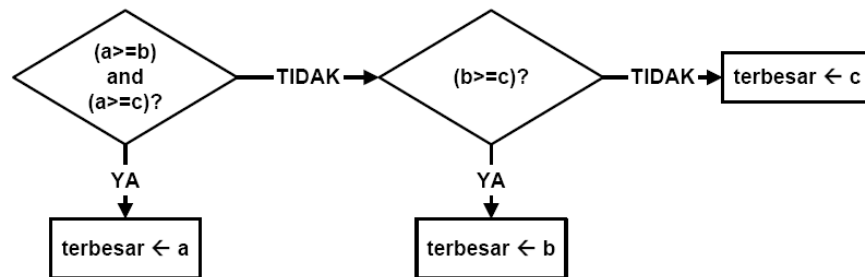 (a>=b)
and
(a>=c)?
TIDAK
(b>=c)?
TIDAK
terbesar ← c
YA
YA
terbesar ← a
terbesar ← b